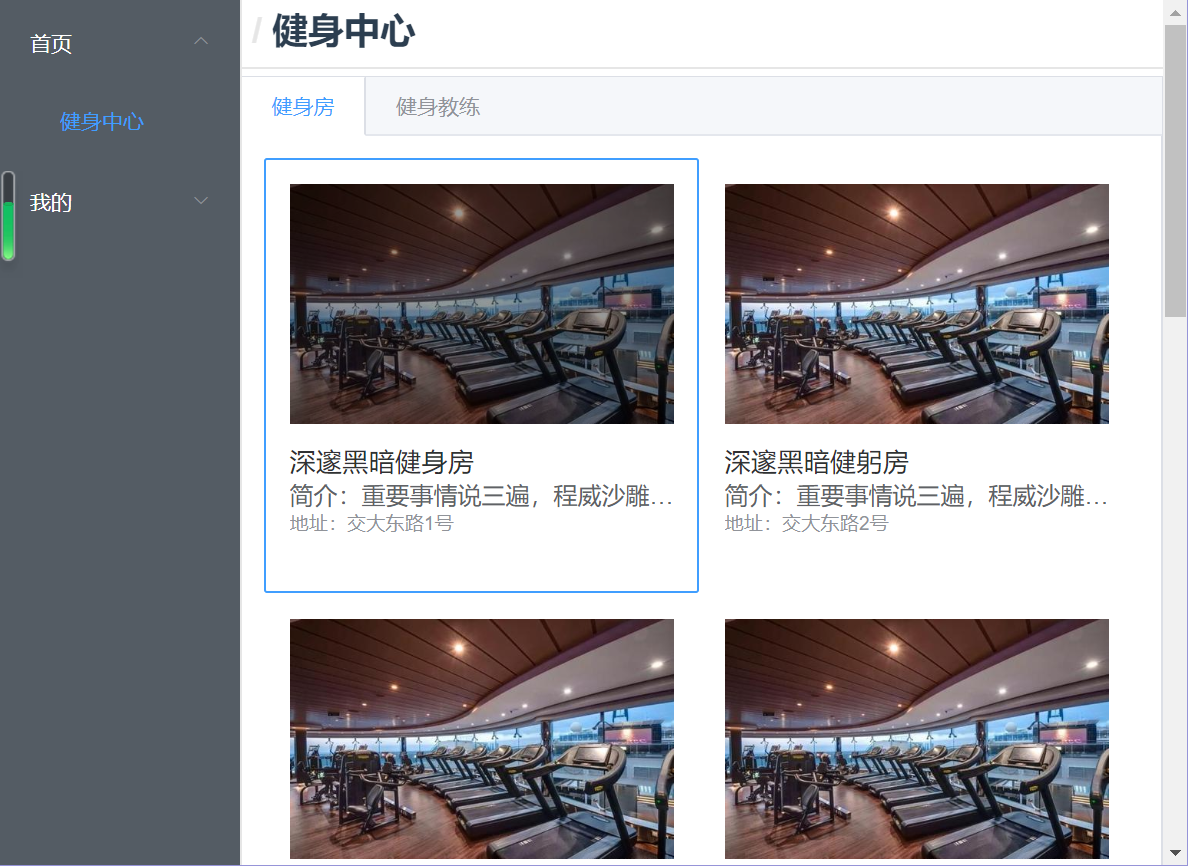 首页
健身中心
我的
/ 健身中心
健身房
健身教练
深邃黑暗健身房
简介：重要事情说三遍，程威沙雕...
地址：交大东路1号
深邃黑暗健躬房
简介：重要事情说三遍，程威沙雕...
地址：交大东路2号